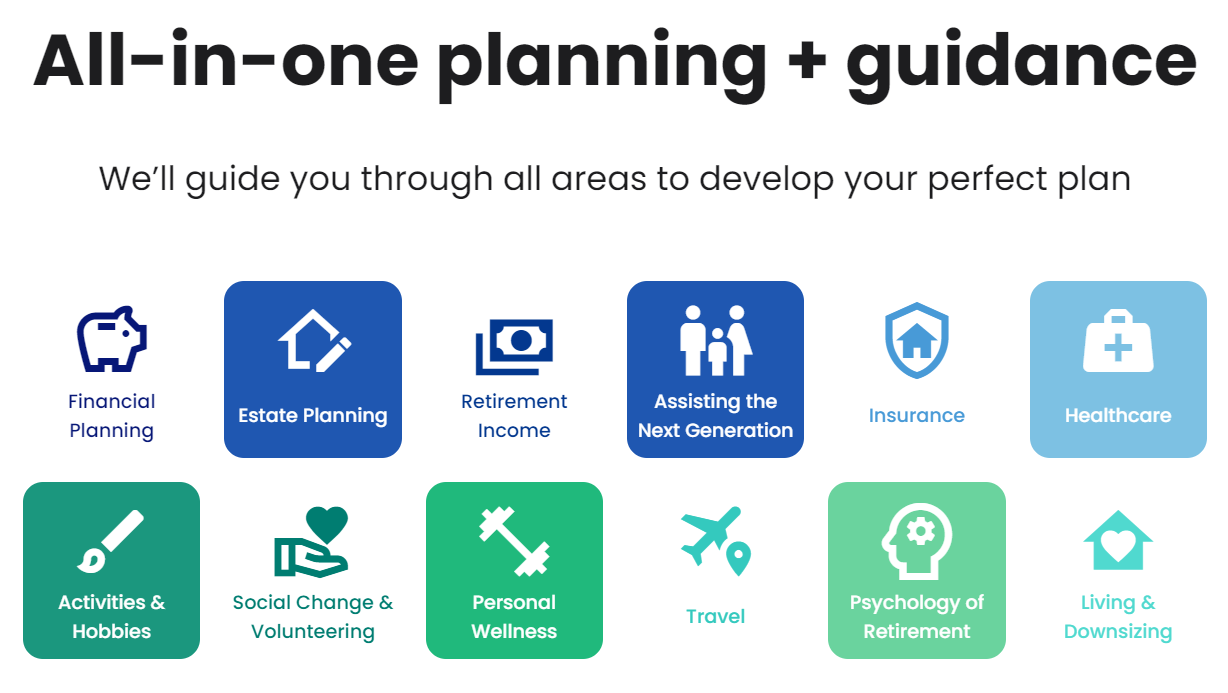 All-in-one planning + guidance
We’ll guide you through all areas to develop your perfect plan
Financial
Planning
Estate Planning
Retirement
Income
Assisting the
Next Generation
Insurance
Healthcare
Activities &
Hobbies
Social Change &
Volunteering
Personal
Wellness
Travel
Psychology of
Retirement
Living &
Downsizing